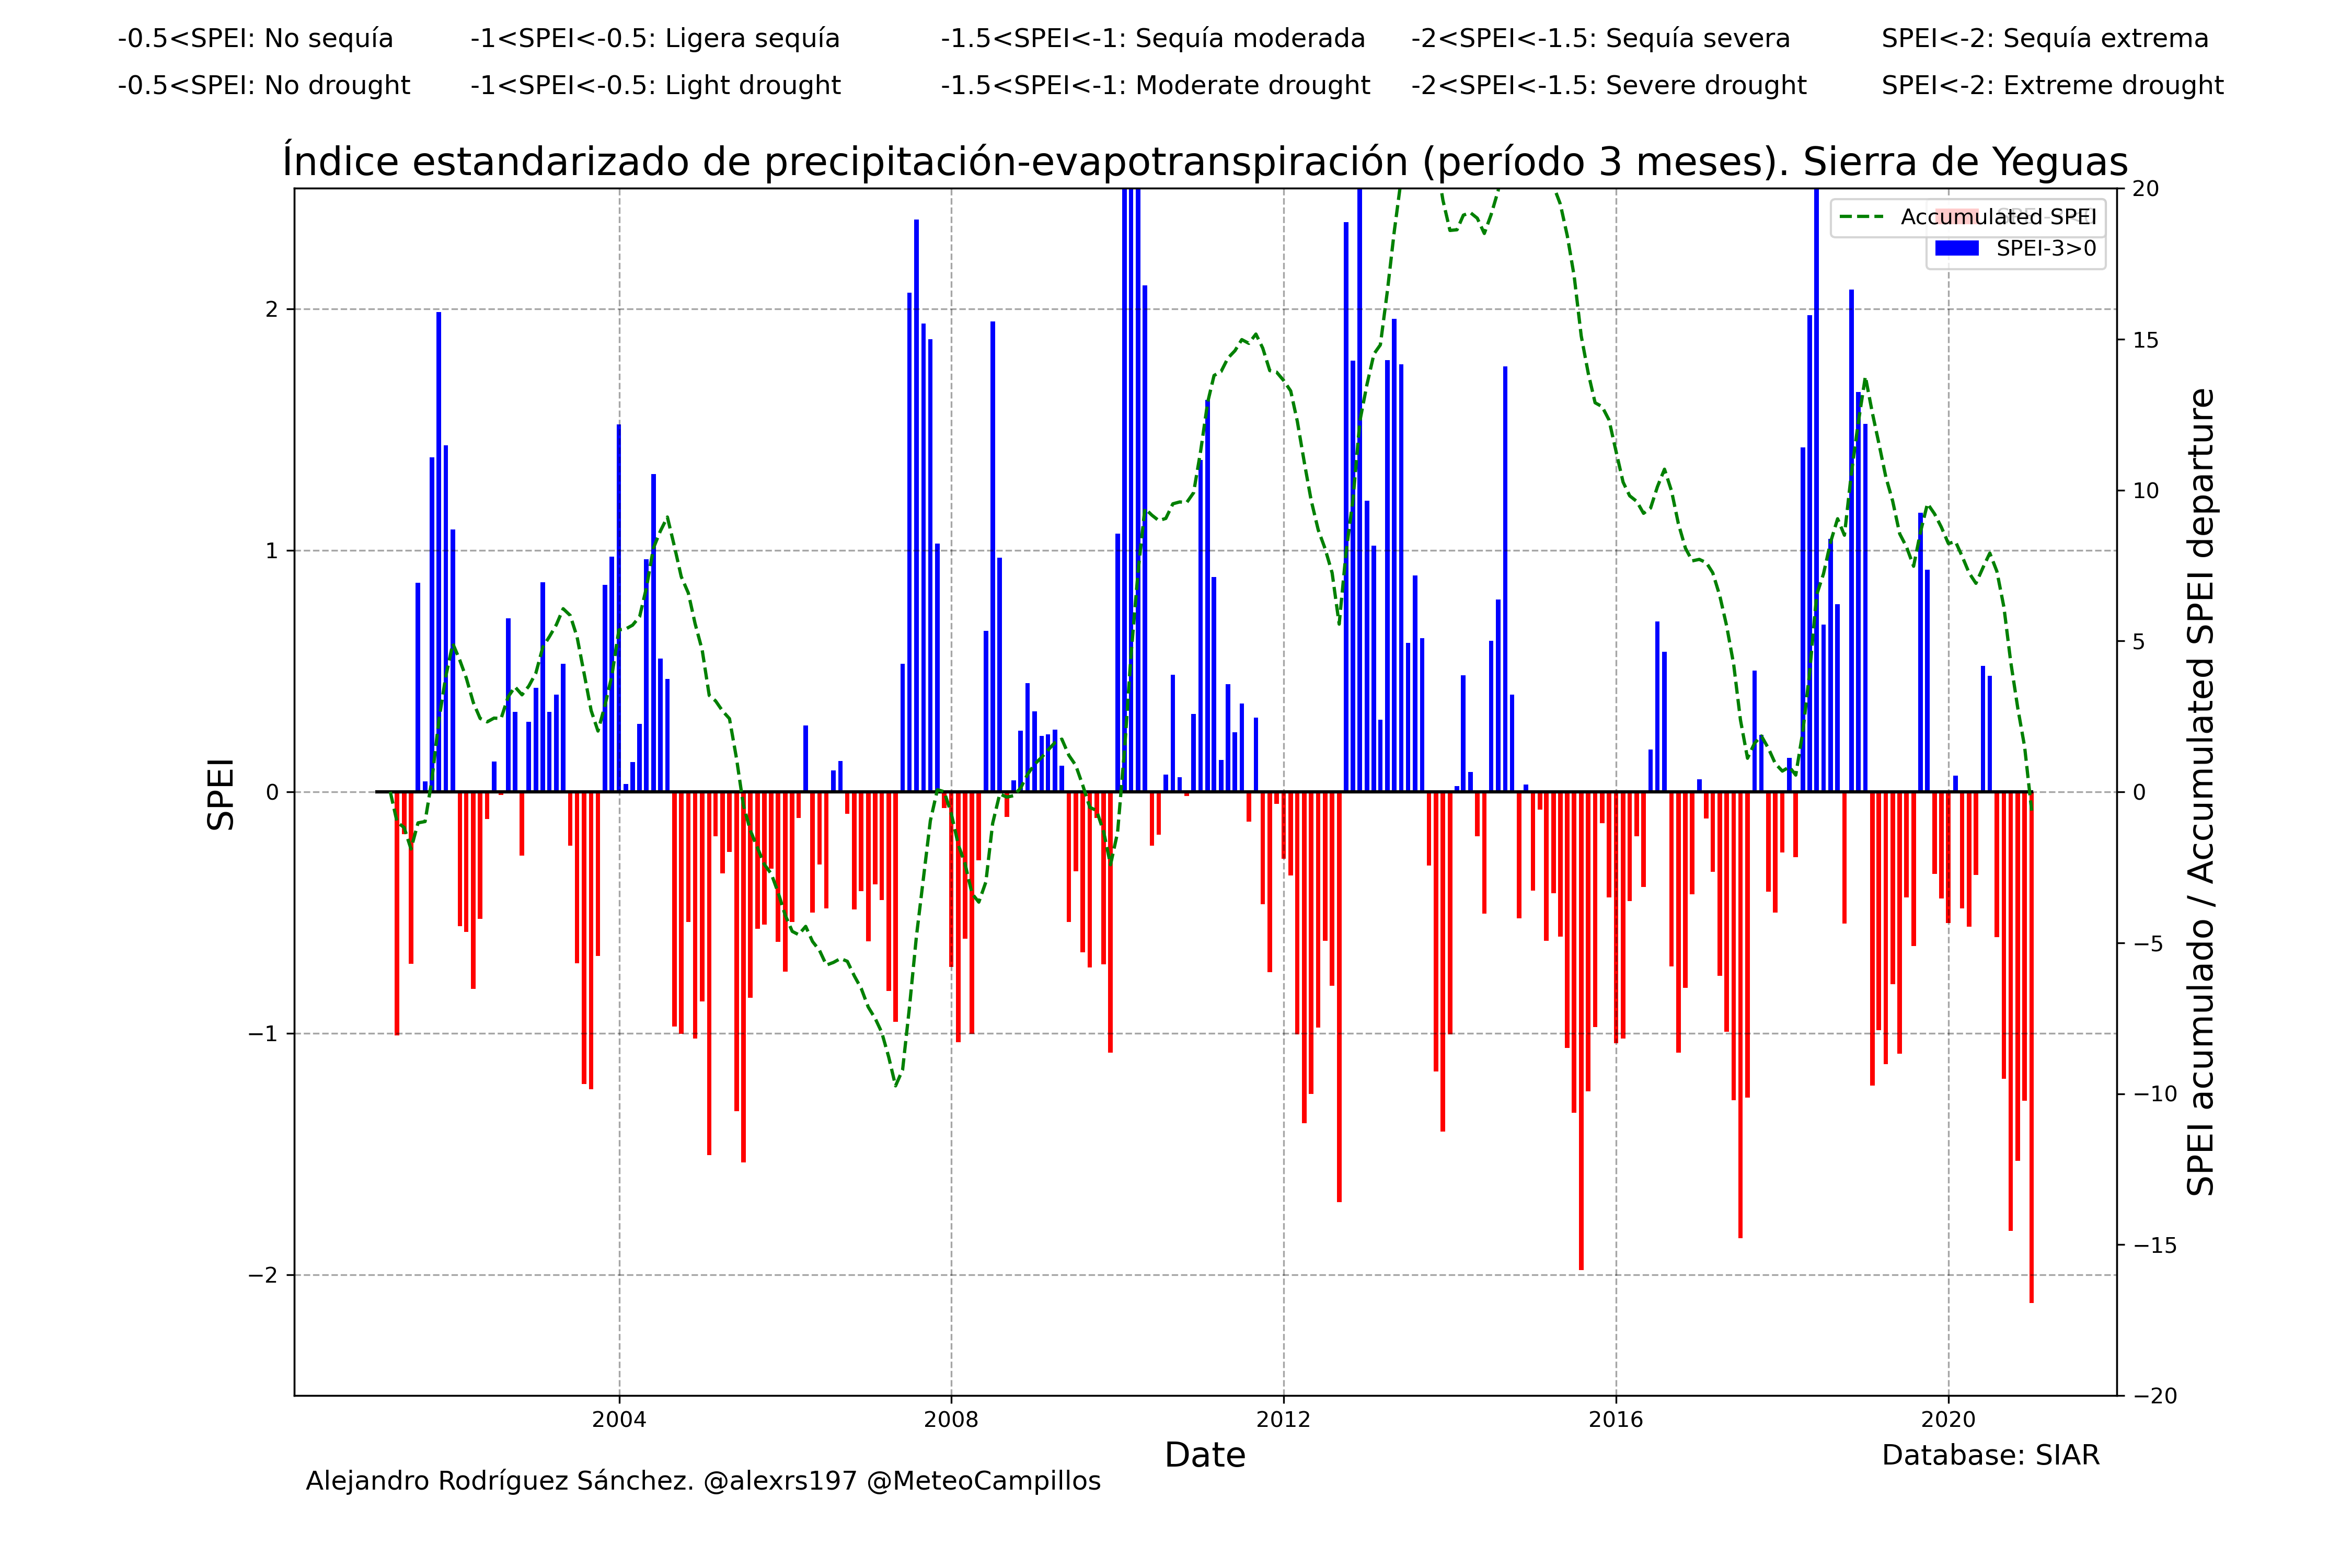 -0.5<SPEI: No sequía -1<SPEI<-0.5: Ligera sequía -1.5<SPEI<-1: Sequía moderada -2<SPEI<-1.5: Sequía severa SPEI<-2: Sequía extrema
-0.5<SPEI: No drought -1<SPEI<-0.5: Light drought -1.5<SPEI<-1: Moderate drought -2<SPEI<-1.5: Severe drought SPEI<-2: Extreme drought
Índice estandarizado de precipitación-evapotranspiración (período 3 meses). Sierra de Yeguas
Accumulated SPEI
SPEI-3>0
SPEI
2
1
0
−1
−2
20
15
10
5
0
−5
−10
−15
−20
SPEI acumulado / Accumulated SPEI departure
2004 2008 2012 2016 2020
Date
Database: SIAR
Alejandro Rodríguez Sánchez. @alexrs197 @MeteoCampillos